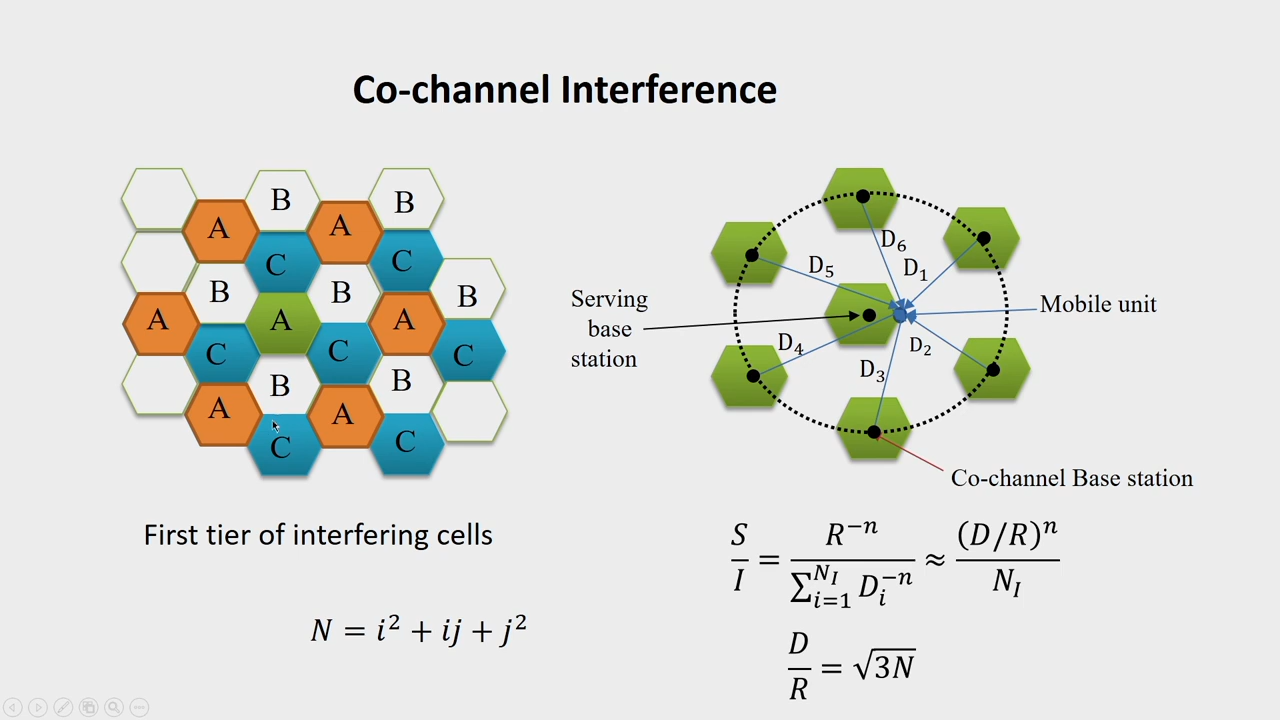 Co-channel Interference
B
B
A
A
C
C
B
B
B
A
A
A
C
C
C
B
B
A
A
C
C
First tier of interfering cells
N = i² + ij + j²
D₆
D₅
D₁
Serving
base
station
Mobile unit
D₄
D₂
D₃
Co-channel Base station
S/I = R⁻ⁿ / ∑ᵢ₌₁^{N_I} Dᵢ⁻ⁿ ≈ (D/R)ⁿ / N_I
D/R = √3N